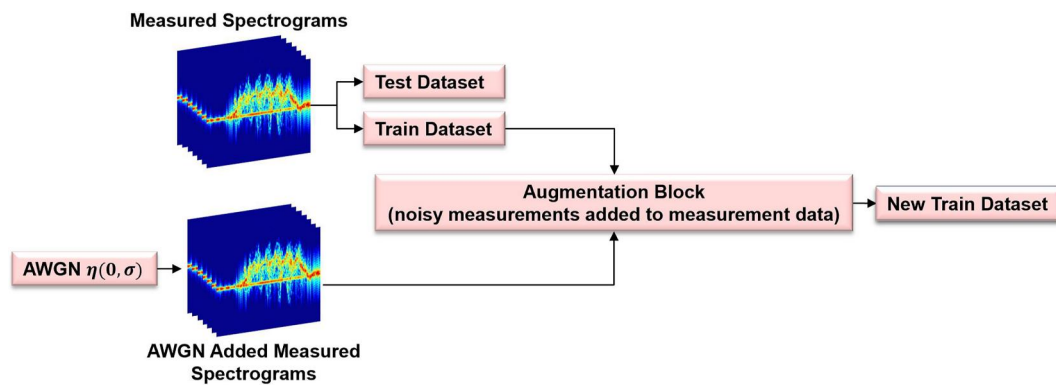 Measured Spectrograms
Test Dataset
Train Dataset
Augmentation Block
(noisy measurements added to measurement data)
New Train Dataset
AWGN η(0, σ)
AWGN Added Measured
Spectrograms